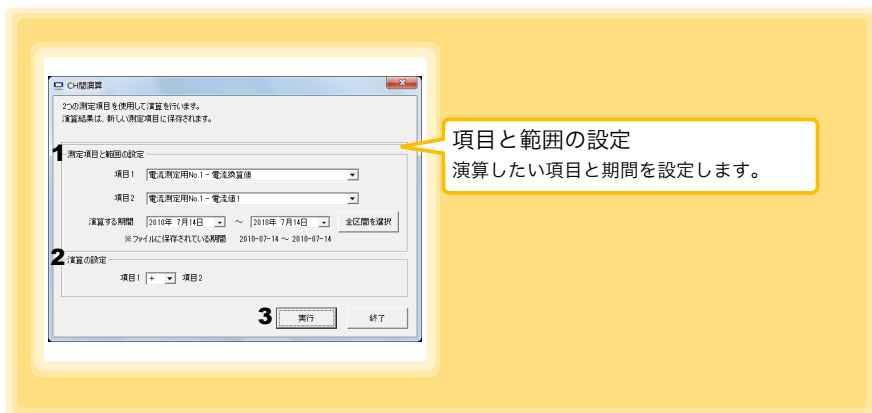 CH間演算
2つの測定項目を使用して演算を行います。
演算結果は、新しい測定項目に保存されます。
1
測定項目と範囲の設定
項目1 電流測定用No.1 - 電流換算値
項目2 電流測定用No.1 - 電流値1
演算する期間 2010年 7月14日 ～ 2010年 7月14日 全区間を選択
※ファイルに保存されている期間 2010-07-14 ～ 2010-07-14
2
演算の設定
項目1 + 項目2
3 実行 終了
項目と範囲の設定
演算したい項目と期間を設定します。